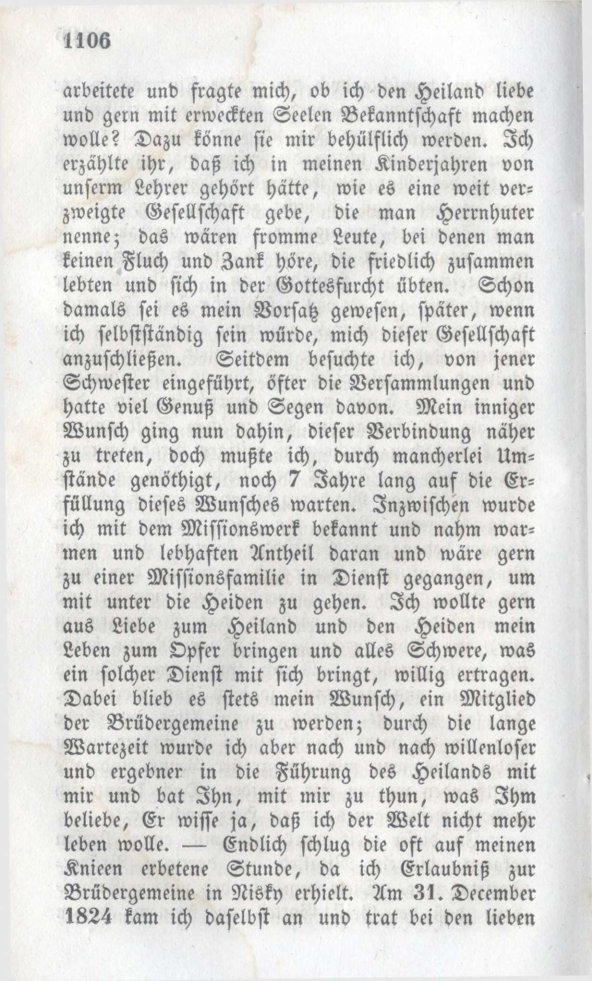 1106
arbeitete und fragte mich, ob ich den Heiland liebe
und gern mit erweckten Seelen Bekanntschaft machen
wolle? Dazu könne sie mir behülflich werden. Ich
erzählte ihr, daß ich in meinen Kinderjahren von
unserm Lehrer gehört hätte, wie es eine weit ver-
zweigte Gesellschaft gebe, die man Herrnhuter
nenne; das wären fromme Leute, bei denen man
keinen Fluch und Zank höre, die friedlich zusammen
lebten und sich in der Gottesfurcht übten. Schon
damals sei es mein Vorsatz gewesen, später, wenn
ich selbstständig sein würde, mich dieser Gesellschaft
anzuschließen. Seitdem besuchte ich, von jener
Schwester eingeführt, öfter die Versammlungen und
hatte viel Genuß und Segen davon. Mein inniger
Wunsch ging nun dahin, dieser Verbindung näher
zu treten, doch mußte ich, durch mancherlei Um-
stände genöthigt, noch 7 Jahre lang auf die Er-
füllung dieses Wunsches warten. Inzwischen wurde
ich mit dem Missionswerk bekannt und nahm war-
men und lebhaften Antheil daran und wäre gern
zu einer Missionsfamilie in Dienst gegangen, um
mit unter die Heiden zu gehen. Ich wollte gern
aus Liebe zum Heiland und den Heiden mein
Leben zum Opfer bringen und alles Schwere, was
ein solcher Dienst mit sich bringt, willig ertragen.
Dabei blieb es stets mein Wunsch, ein Mitglied
der Brüdergemeine zu werden; durch die lange
Wartezeit wurde ich aber nach und nach willenloser
und ergebner in die Führung des Heilands mit
mir und bat Ihn, mit mir zu thun, was Ihm
beliebe, Er wisse ja, daß ich der Welt nicht mehr
leben wolle. — Endlich schlug die oft auf meinen
Knieen erbetene Stunde, da ich Erlaubniß zur
Brüdergemeine in Nisky erhielt. Am 31. December
1824 kam ich daselbst an und trat bei den lieben